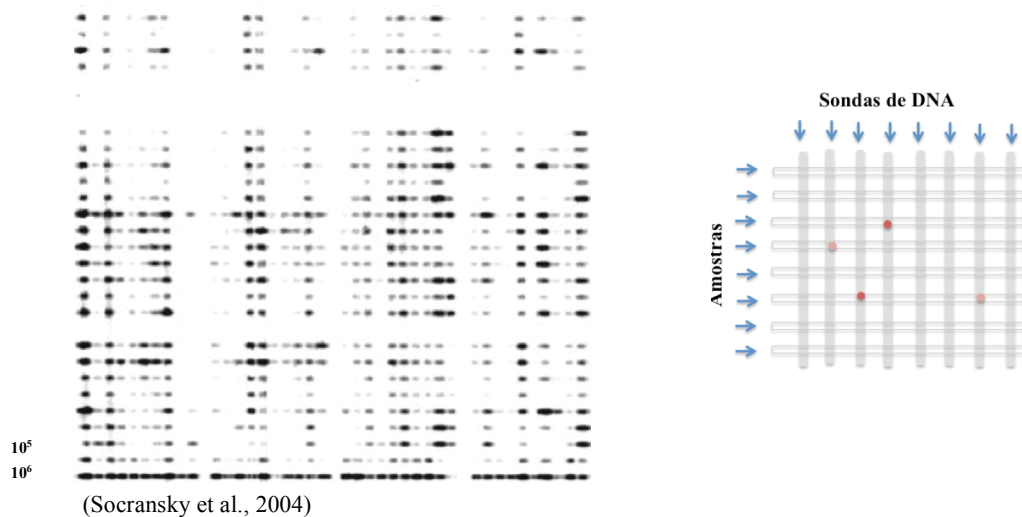 Sondas de DNA
Amostras
10⁵
10⁶
(Socransky et al., 2004)